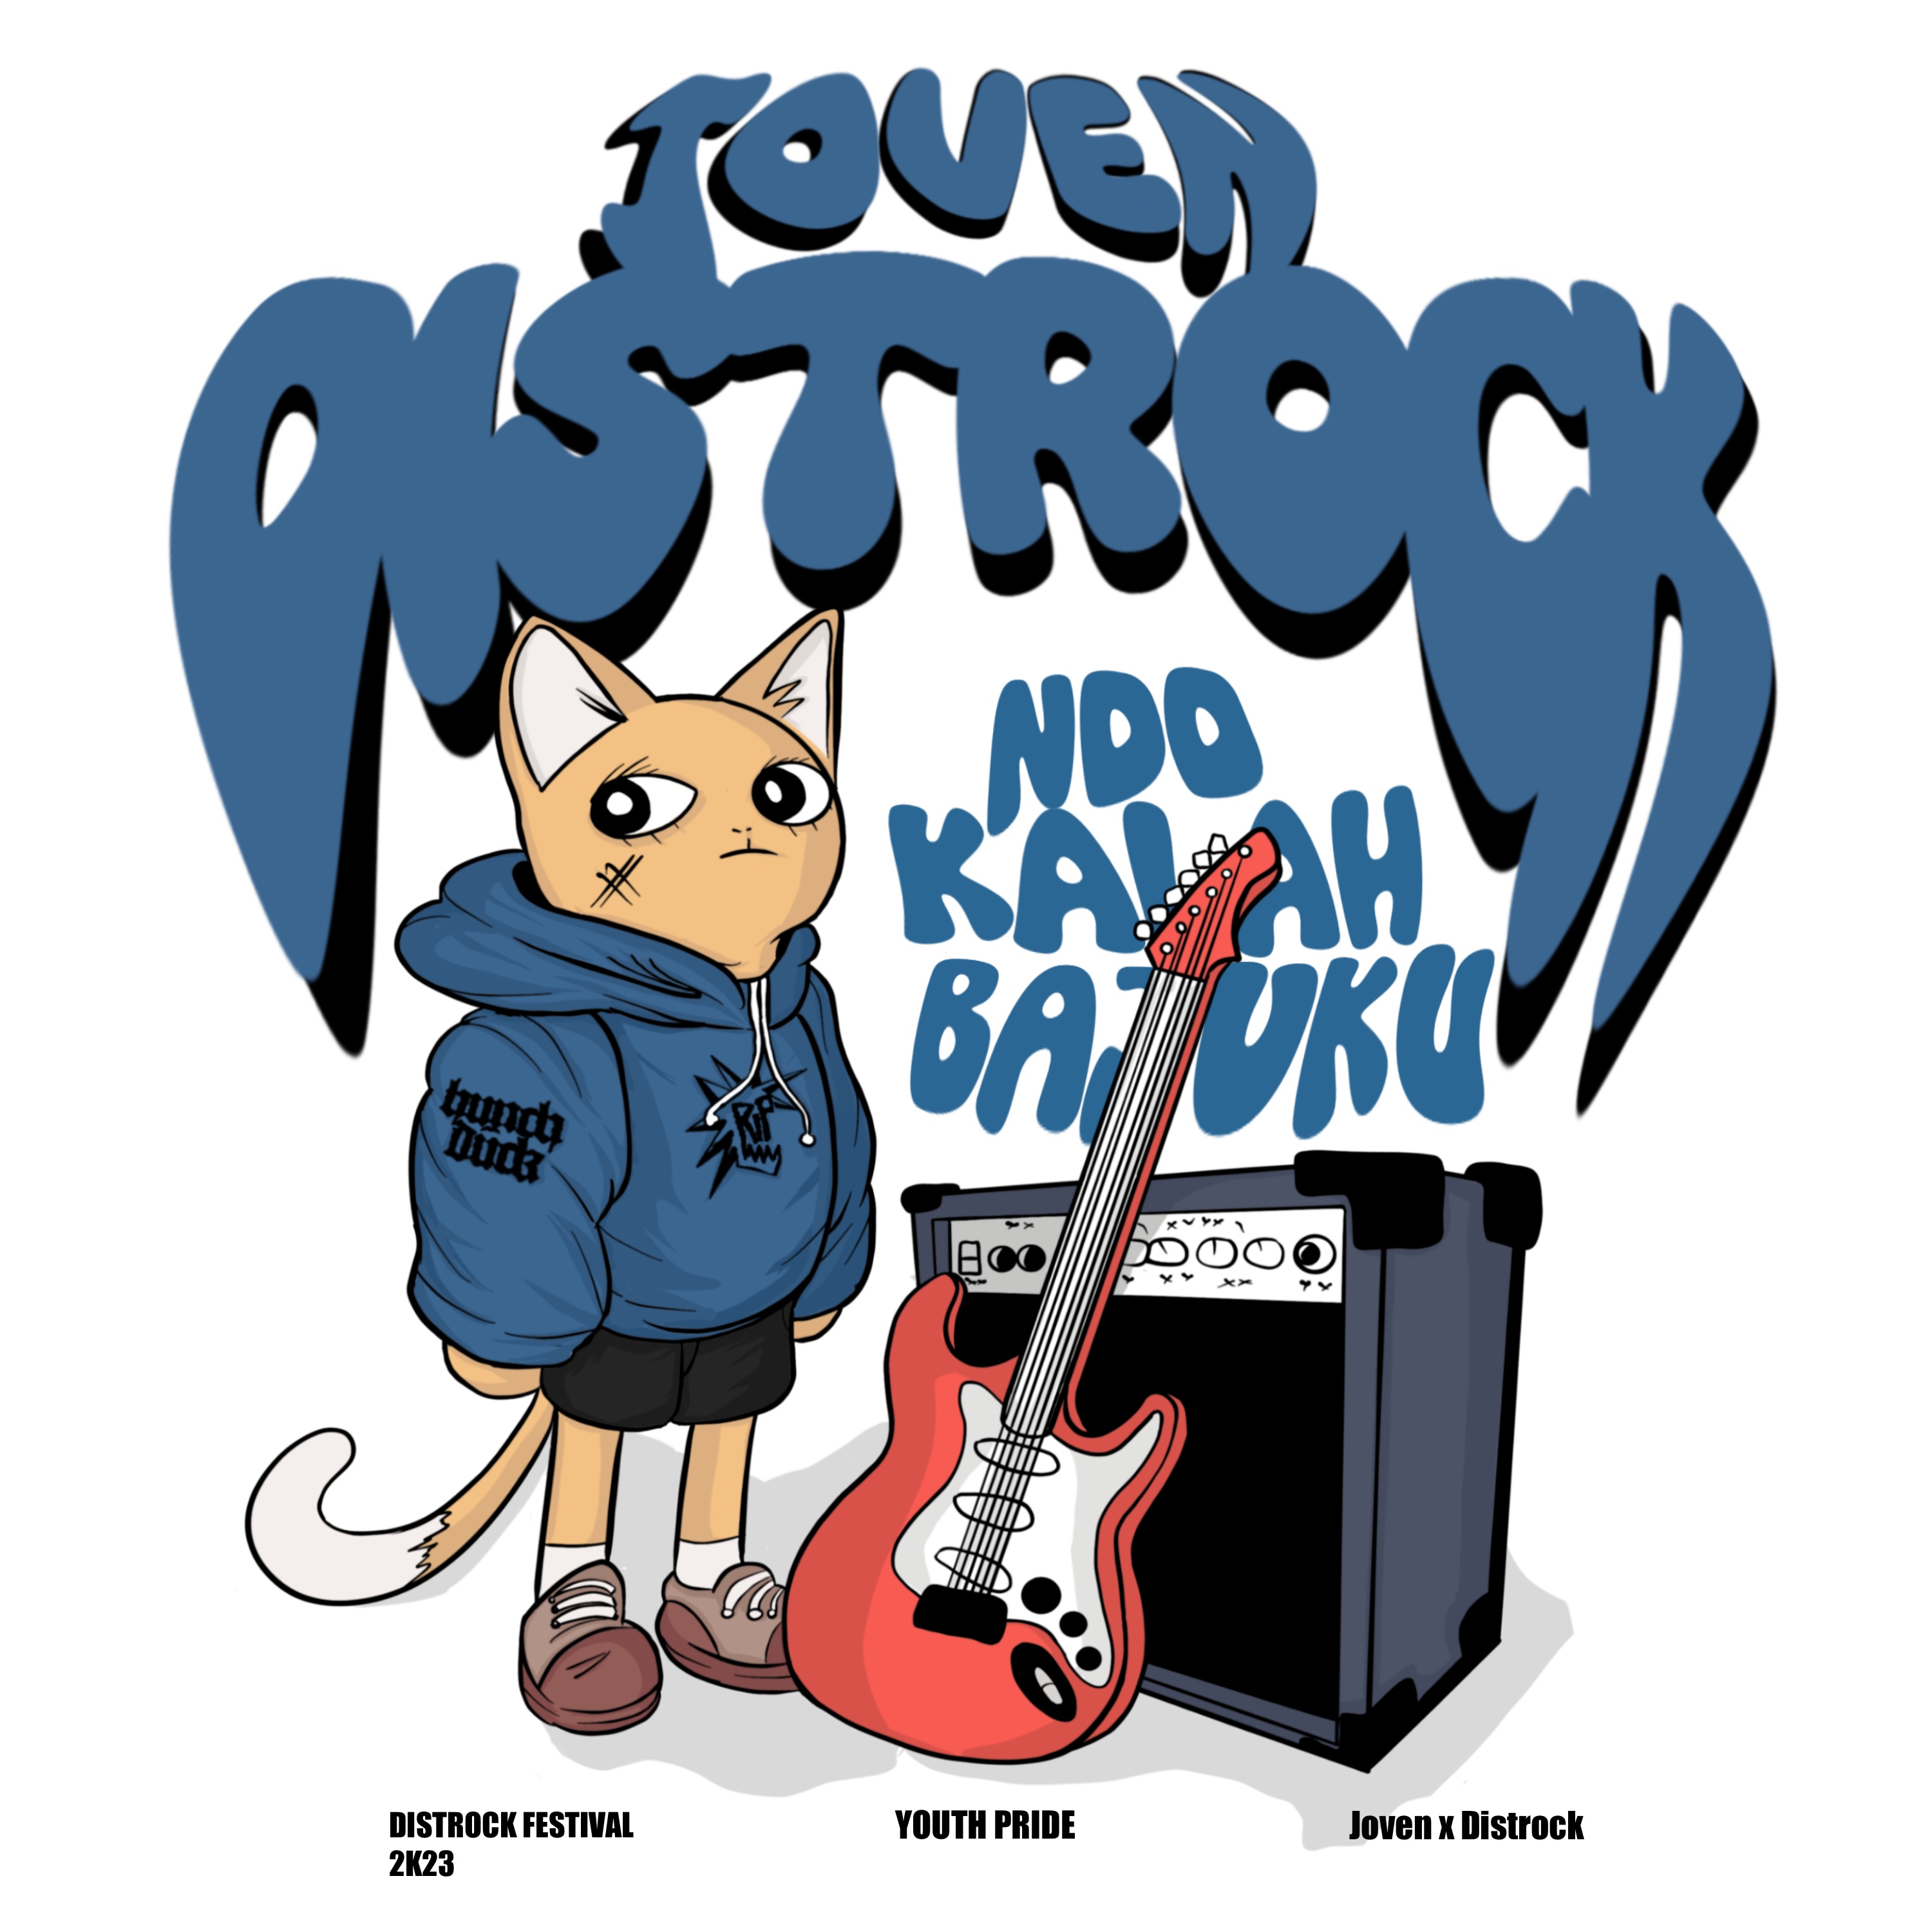 JOVEN
DISTROCK
NDO
KALAH
BAJUKU
bunch
duck
RIP
DISTROCK FESTIVAL
2K23
YOUTH PRIDE
Joven x Distrock